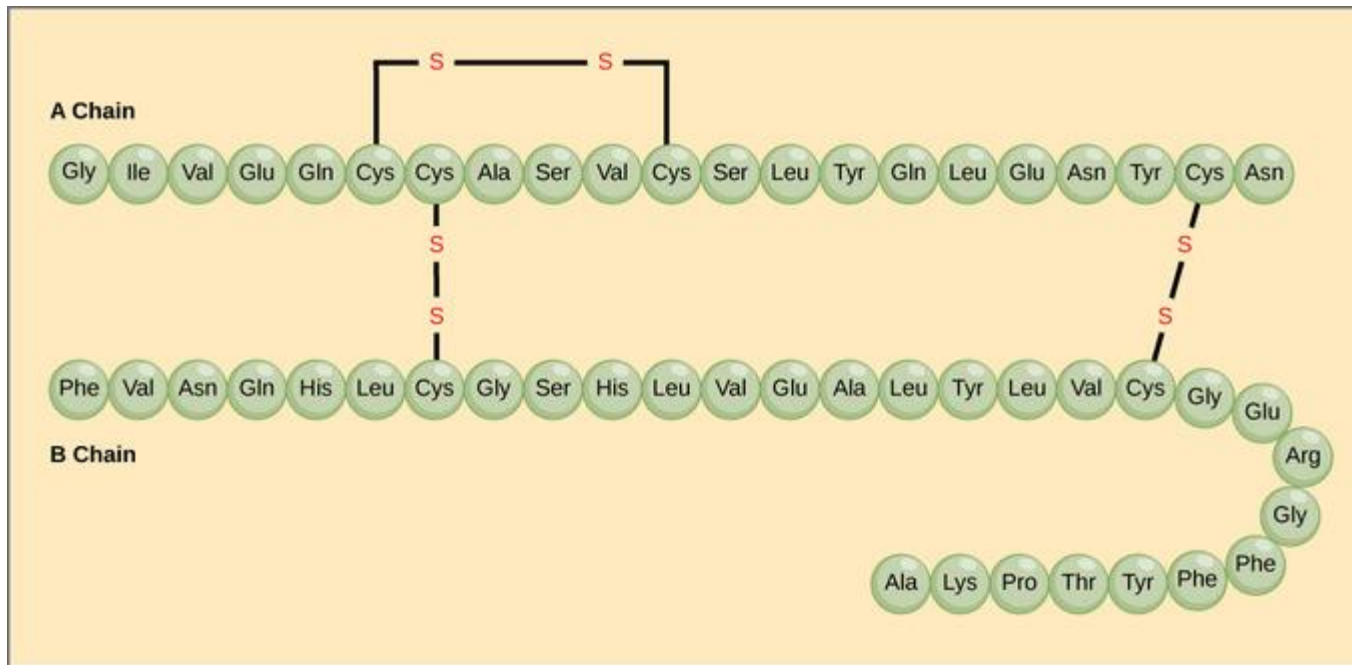 S S
A Chain
Gly Ile Val Glu Gln Cys Cys Ala Ser Val Cys Ser Leu Tyr Gln Leu Glu Asn Tyr Cys Asn
S S
S S
Phe Val Asn Gln His Leu Cys Gly Ser His Leu Val Glu Ala Leu Tyr Leu Val Cys Gly Glu
B Chain
Arg
Gly
Ala Lys Pro Thr Tyr Phe Phe